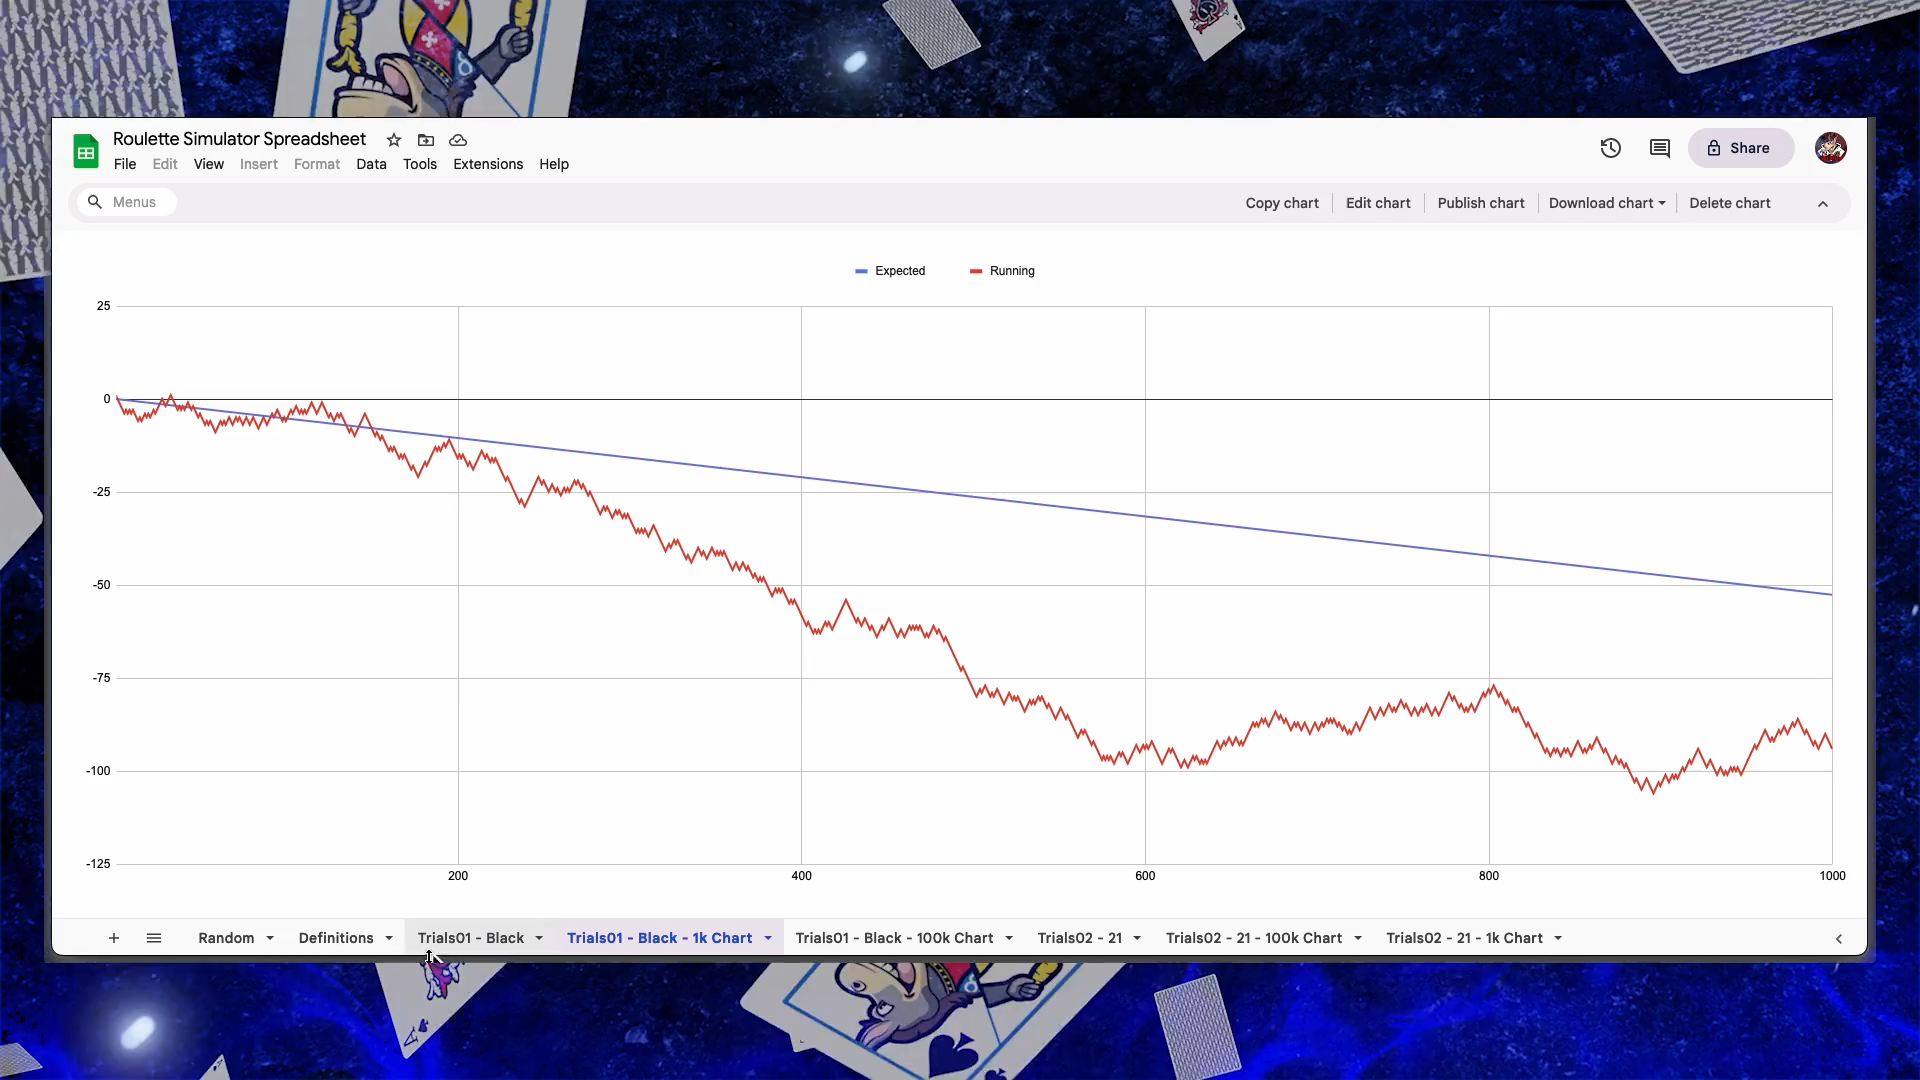 Roulette Simulator Spreadsheet
File Edit View Insert Format Data Tools Extensions Help
Share
Menus
Copy chart Edit chart Publish chart Download chart Delete chart
Expected Running
25
0
-25
-50
-75
-100
-125
200 400 600 800 1000
Random Definitions Trials01 - Black Trials01 - Black - 1k Chart Trials01 - Black - 100k Chart Trials02 - 21 Trials02 - 21 - 100k Chart Trials02 - 21 - 1k Chart